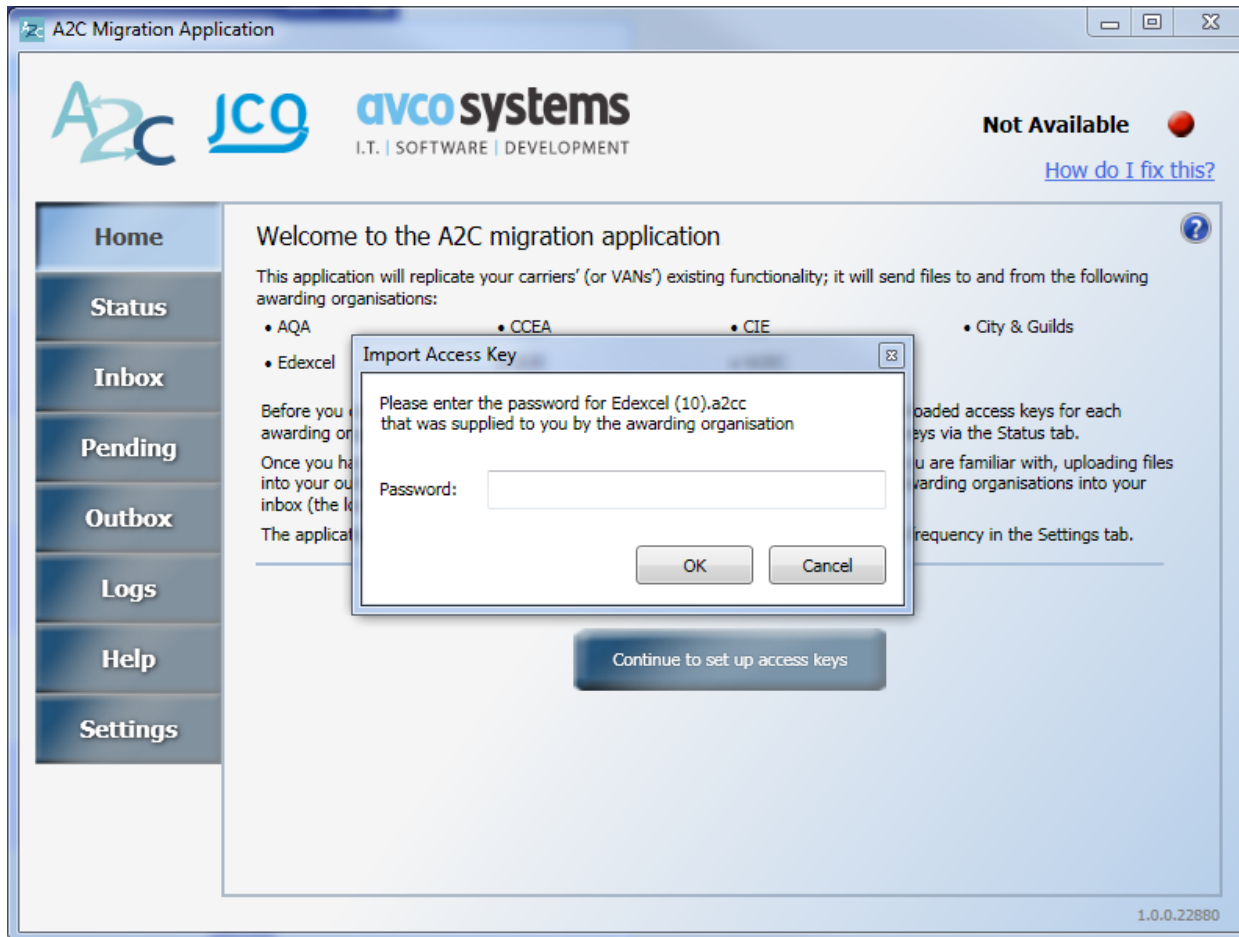 A2C Migration Application
A2C
JCQ
avco systems
I.T. | SOFTWARE | DEVELOPMENT
Not Available
How do I fix this?
Home
Status
Inbox
Pending
Outbox
Logs
Help
Settings
Welcome to the A2C migration application
This application will replicate your carriers' (or VANs') existing functionality; it will send files to and from the following
awarding organisations:
• AQA • CCEA • CIE • City & Guilds
• Edexcel
Before you oaded access keys for each
awarding or eys via the Status tab.
Once you ha u are familiar with, uploading files
into your ou warding organisations into your
inbox (the lo
The applicat frequency in the Settings tab.
Import Access Key
Please enter the password for Edexcel (10).a2cc
that was supplied to you by the awarding organisation
Password:
OK Cancel
Continue to set up access keys
1.0.0.22880